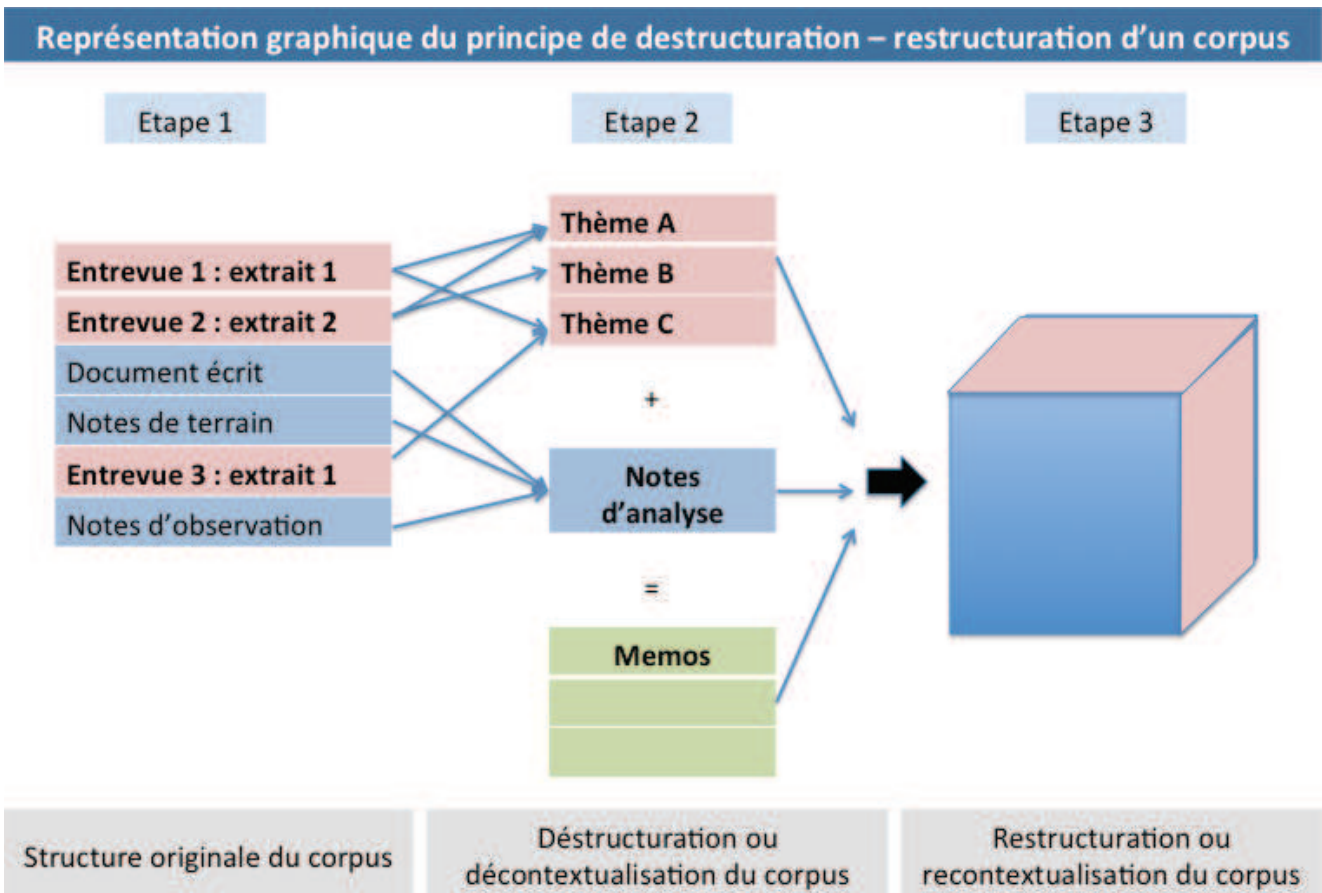 Représentation graphique du principe de destructuration – restructuration d'un corpus
Etape 1
Etape 2
Etape 3
Entrevue 1 : extrait 1
Entrevue 2 : extrait 2
Document écrit
Notes de terrain
Entrevue 3 : extrait 1
Notes d'observation
Thème A
Thème B
Thème C
+
Notes
d'analyse
=
Memos
Structure originale du corpus
Déstructuration ou
décontextualisation du corpus
Restructuration ou
recontextualisation du corpus